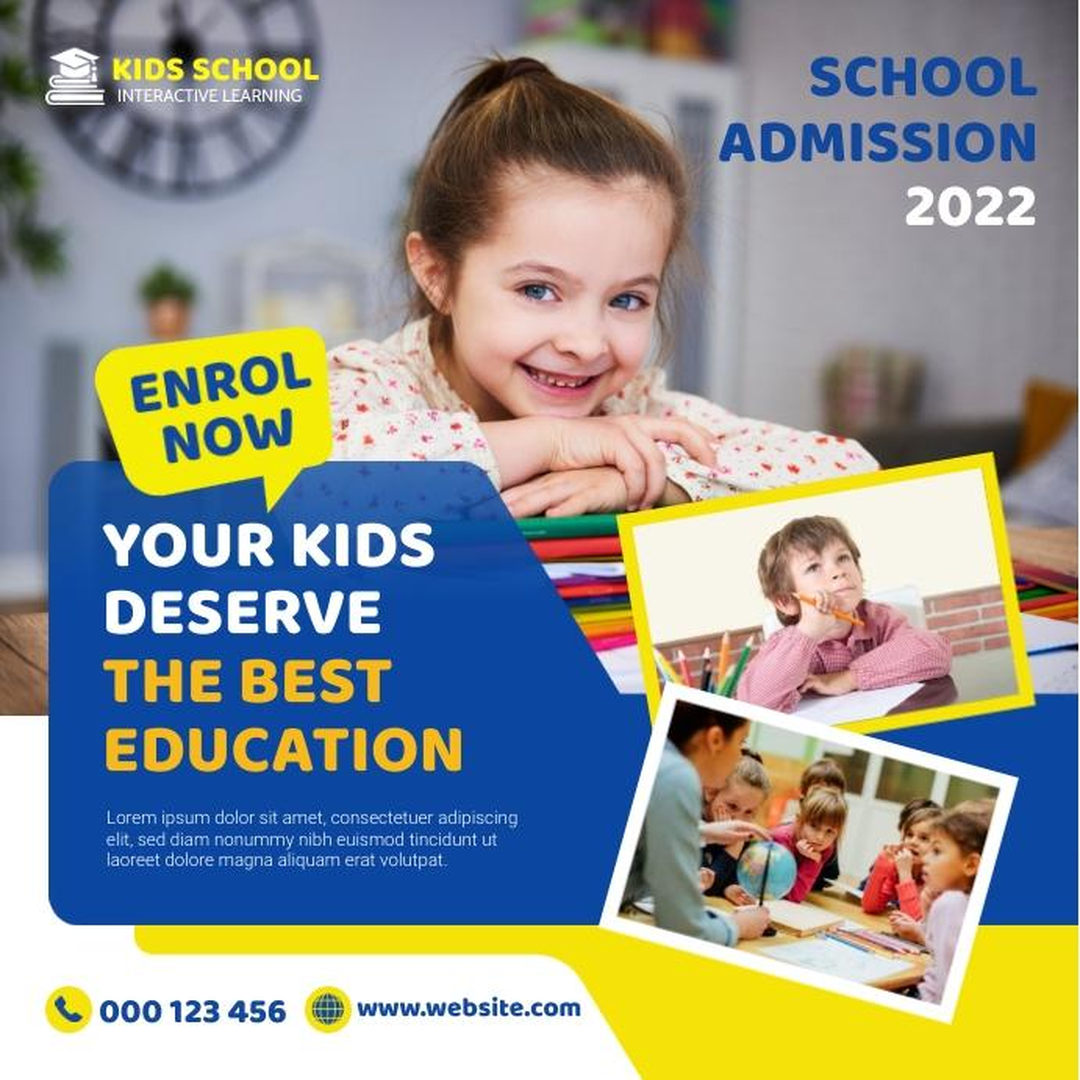 KIDS SCHOOL
INTERACTIVE LEARNING
SCHOOL
ADMISSION
2022
ENROL
NOW
YOUR KIDS
DESERVE
THE BEST
EDUCATION
Lorem ipsum dolor sit amet, consectetuer adipiscing
elit, sed diam nonummy nibh euismod tincidunt ut
laoreet dolore magna aliquam erat volutpat.
000 123 456
www.website.com